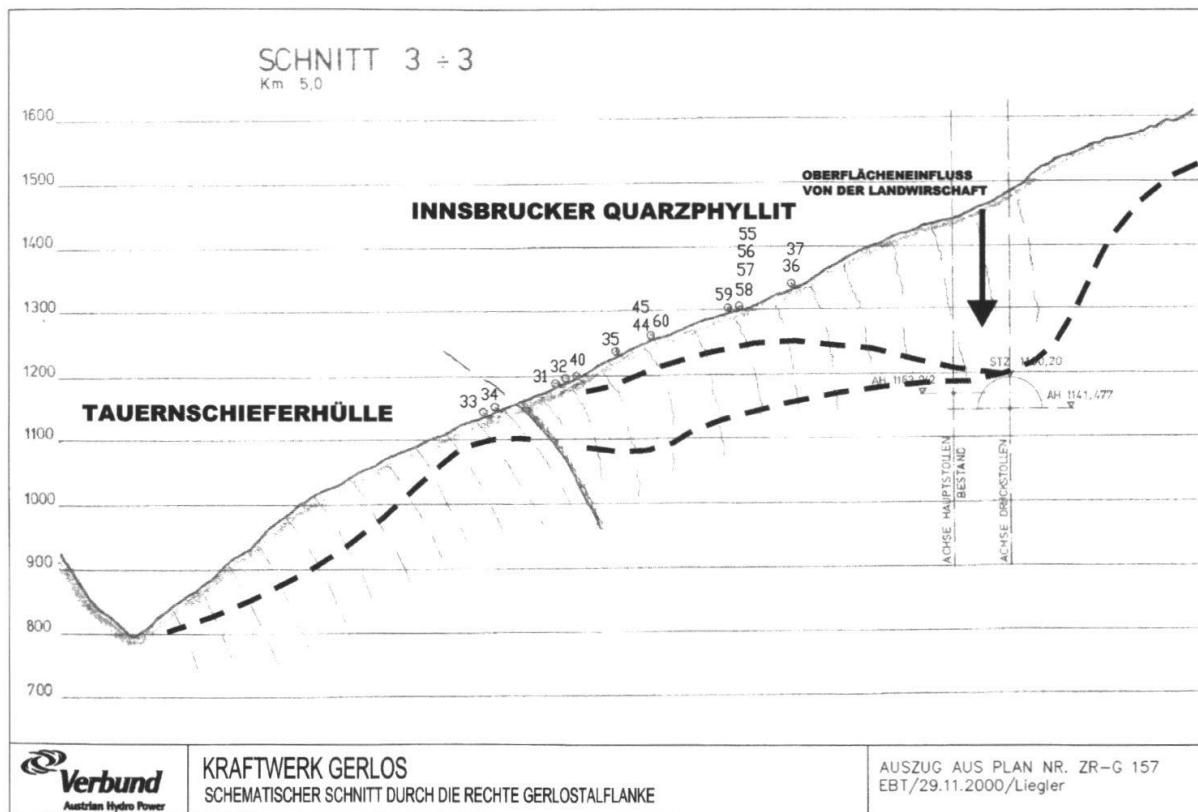 SCHNITT 3 ÷ 3
Km 5,0
1600
1500
1400
1300
1200
1100
1000
900
800
700
OBERFLÄCHENEINFLUSS
VON DER LANDWIRSCHAFT
INNSBRUCKER QUARZPHYLLIT
TAUERNSCHIEFERHÜLLE
33
34
31
32
40
35
45
44 60
59
55
56
57
58
37
36
STZ
AH
AH 1141.477
ACHSE HAUPTSTOLLEN
BESTAND
ACHSE DRUCKSTOLLEN
Verbund
Austrian Hydro Power
KRAFTWERK GERLOS
SCHEMATISCHER SCHNITT DURCH DIE RECHTE GERLOSTALFLANKE
AUSZUG AUS PLAN NR. ZR-G 157
EBT/29.11.2000/Liegler